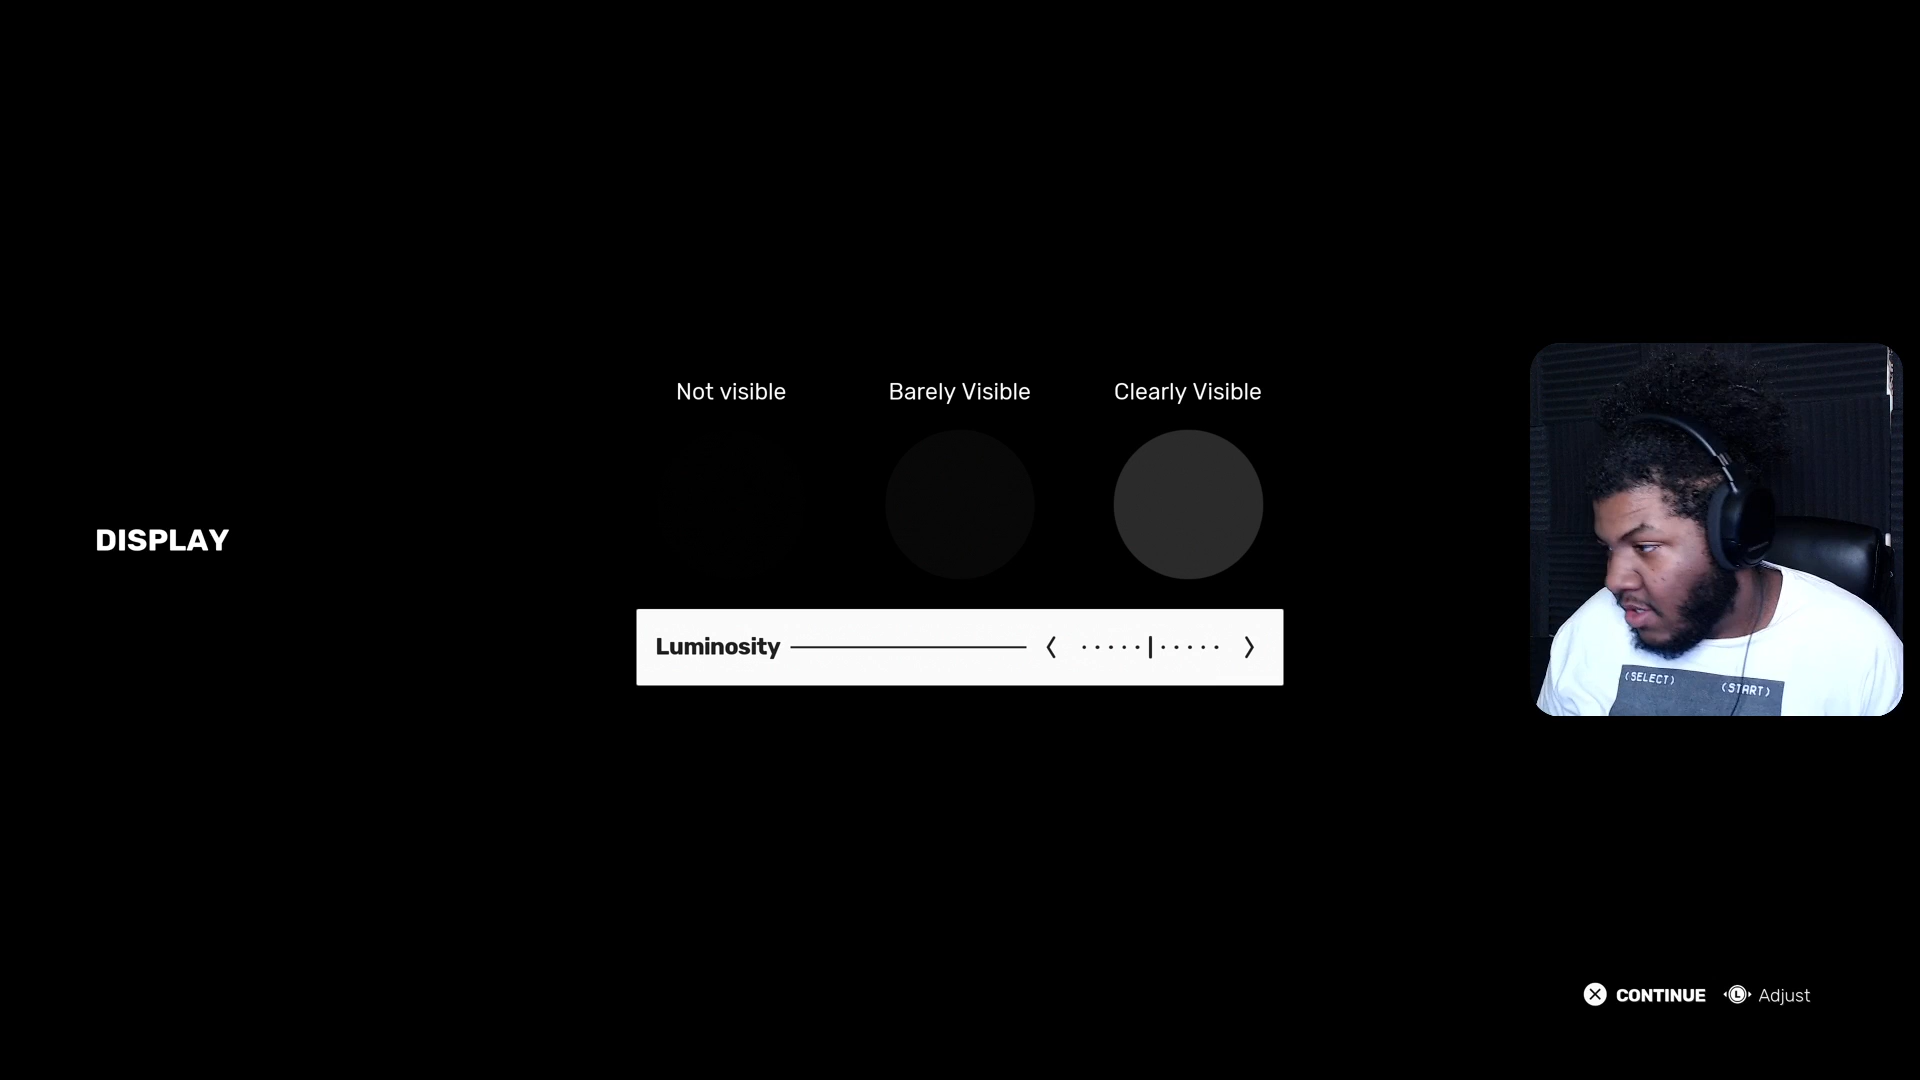 Not visible
Barely Visible
Clearly Visible
DISPLAY
Luminosity
(SELECT)
(START)
CONTINUE
L
Adjust